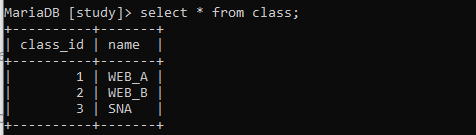 MariaDB [study]> select * from class;
+----------+-------+
| class_id | name  |
+----------+-------+
|        1 | WEB_A |
|        2 | WEB_B |
|        3 | SNA   |
+----------+-------+